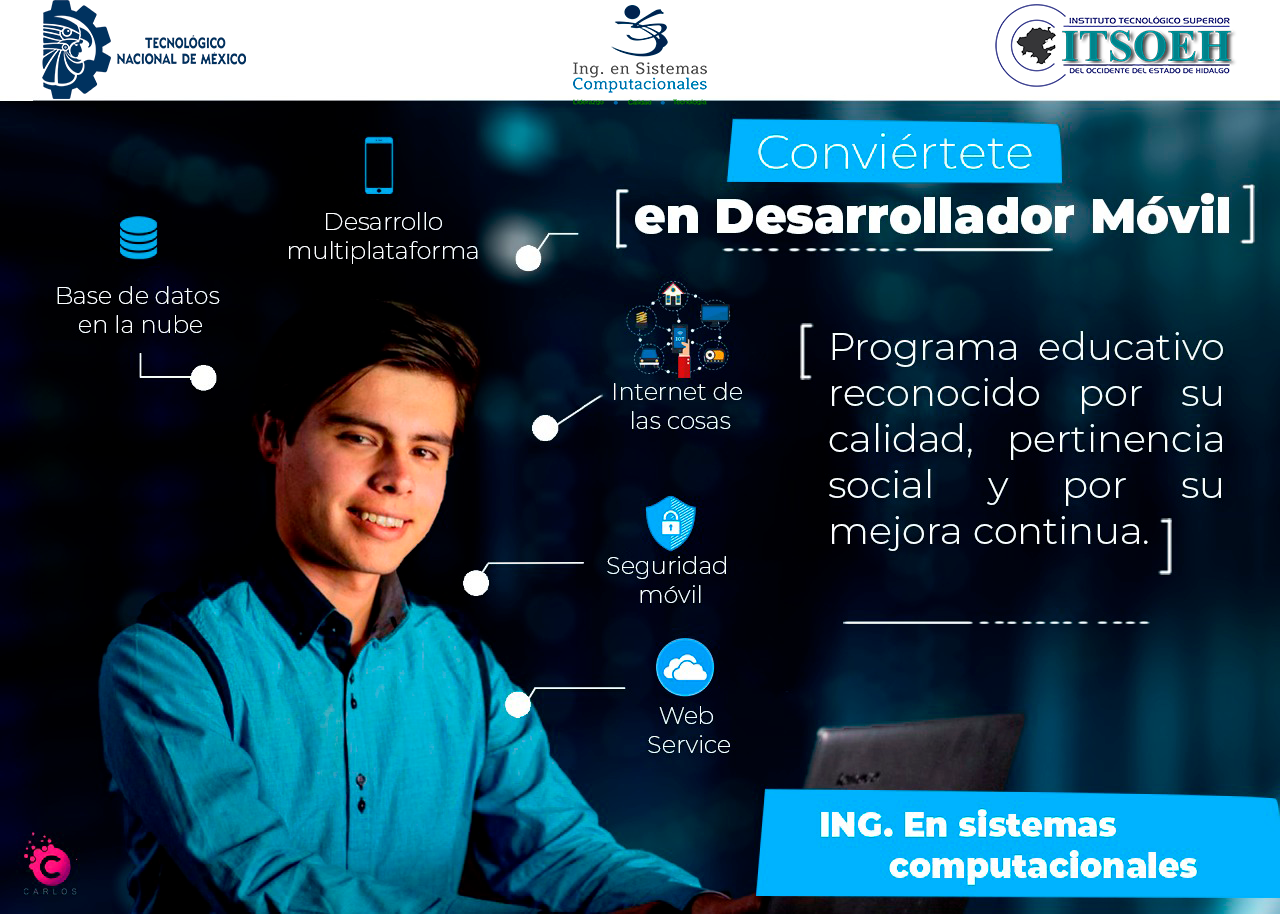 TECNOLÓGICO
NACIONAL DE MÉXICO
Ing. en Sistemas
Computacionales
INSTITUTO TECNOLÓGICO SUPERIOR
ITSOEH
DEL OCCIDENTE DEL ESTADO DE HIDALGO
Conviértete
en Desarrollador Móvil
Desarrollo
multiplataforma
Base de datos
en la nube
IOT
Internet de
las cosas
Programa educativo
reconocido por su
calidad, pertinencia
social y por su
mejora continua.
Seguridad
móvil
Web
Service
ING. En sistemas
computacionales
C
CARLOS